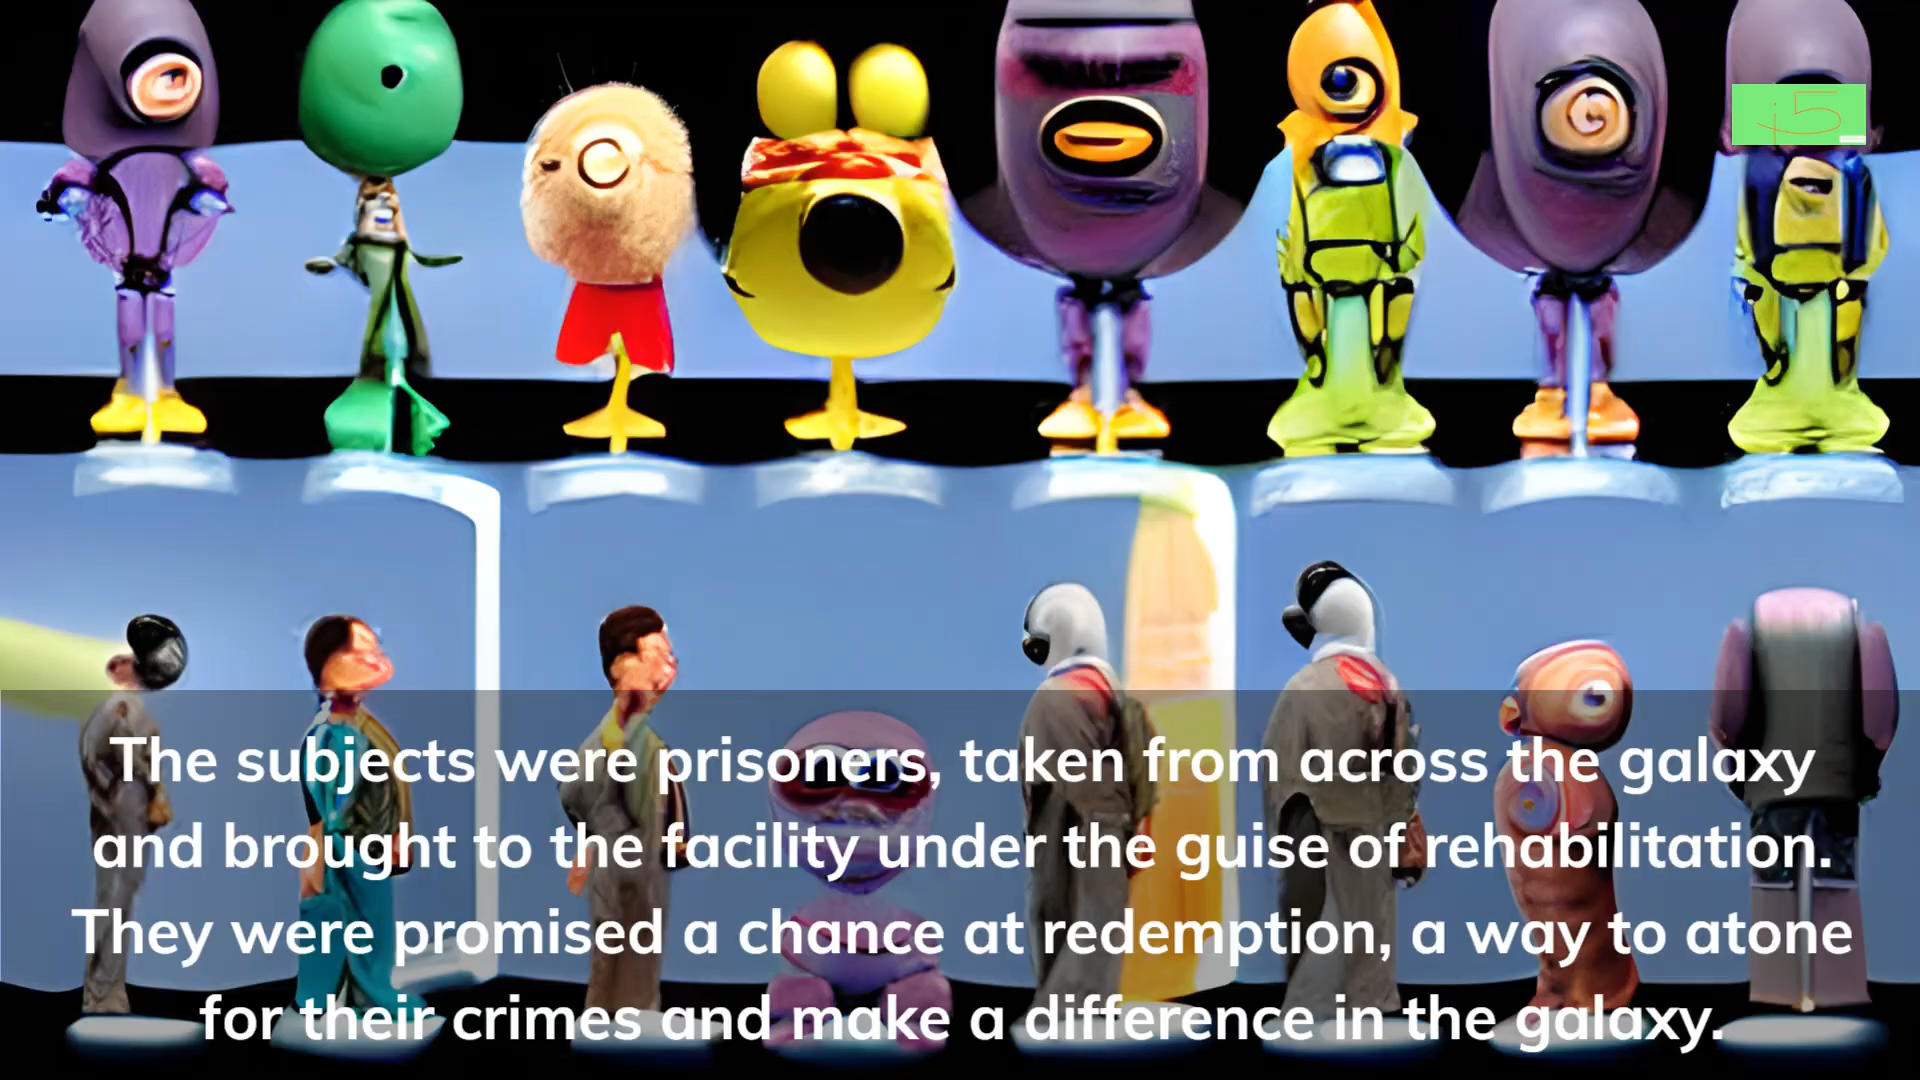 i5
The subjects were prisoners, taken from across the galaxy
and brought to the facility under the guise of rehabilitation.
They were promised a chance at redemption, a way to atone
for their crimes and make a difference in the galaxy.